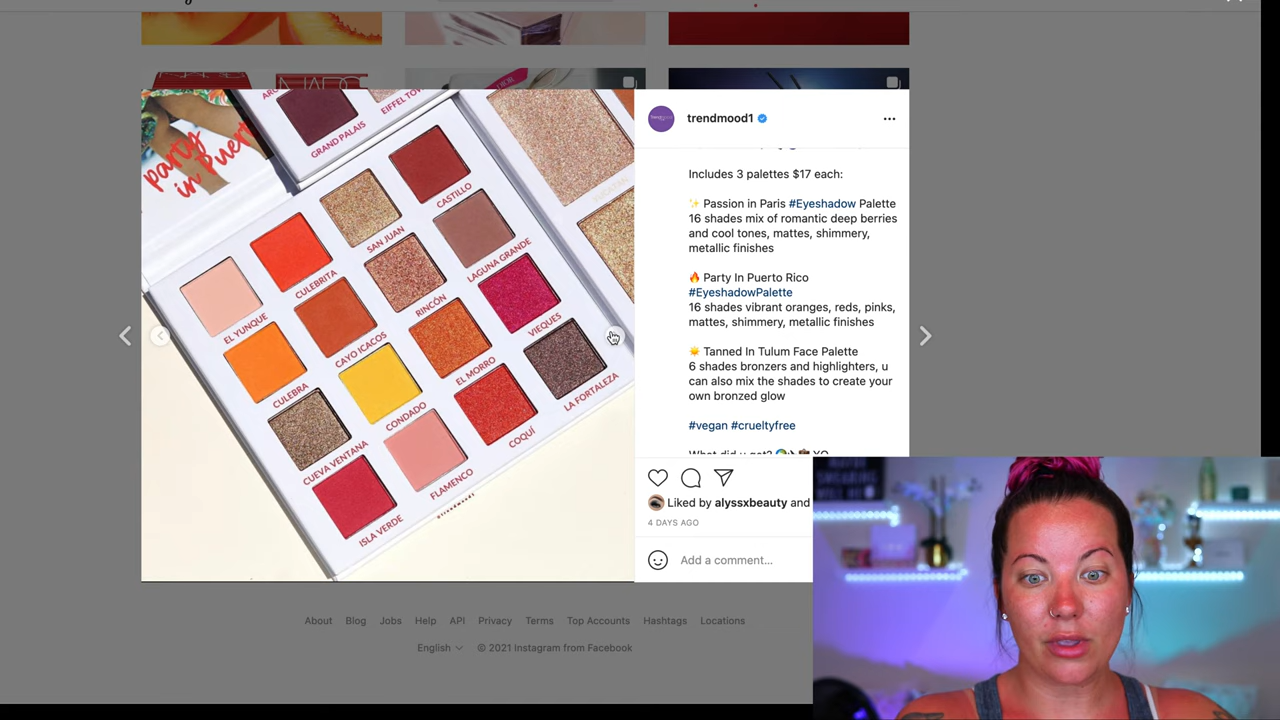 party
in Puert
GRAND PALAIS
CASTILLO
SAN JUAN
LAGUNA GRANDE
CULEBRITA
RINCÓN
VIEQUES
EL YUNQUE
CAYO ICACOS
EL MORRO
LA FORTALEZA
CULEBRA
CONDADO
COQUÍ
CUEVA VENTANA
FLAMENCO
ISLA VERDE
trendmood1
Includes 3 palettes $17 each:
✨ Passion in Paris #Eyeshadow Palette
16 shades mix of romantic deep berries
and cool tones, mattes, shimmery,
metallic finishes
🔥 Party In Puerto Rico
#EyeshadowPalette
16 shades vibrant oranges, reds, pinks,
mattes, shimmery, metallic finishes
☀️ Tanned In Tulum Face Palette
6 shades bronzers and highlighters, u
can also mix the shades to create your
own bronzed glow
#vegan #crueltyfree
Liked by alyssxbeauty and
4 DAYS AGO
Add a comment...
About Blog Jobs Help API Privacy Terms Top Accounts Hashtags Locations
English © 2021 Instagram from Facebook